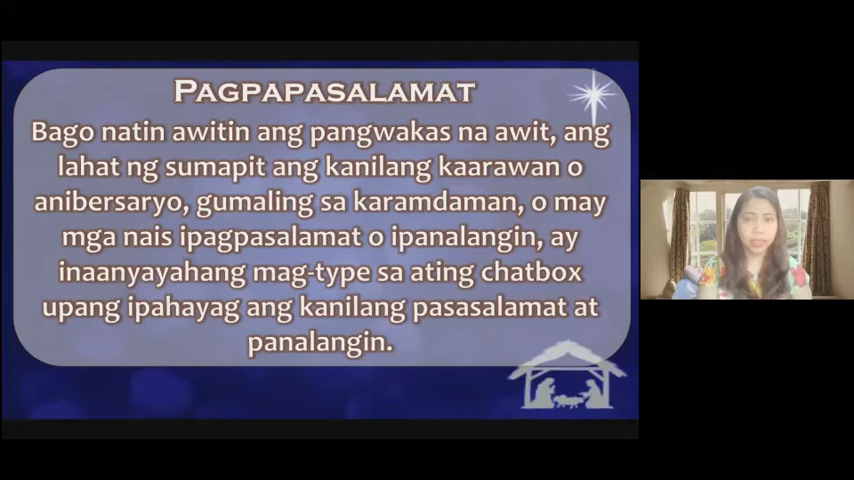 PAGPAPASALAMAT
Bago natin awitin ang pangwakas na awit, ang
lahat ng sumapit ang kanilang kaarawan o
anibersaryo, gumaling sa karamdaman, o may
mga nais ipagpasalamat o ipanalangin, ay
inaanyayahang mag-type sa ating chatbox
upang ipahayag ang kanilang pasasalamat at
panalangin.